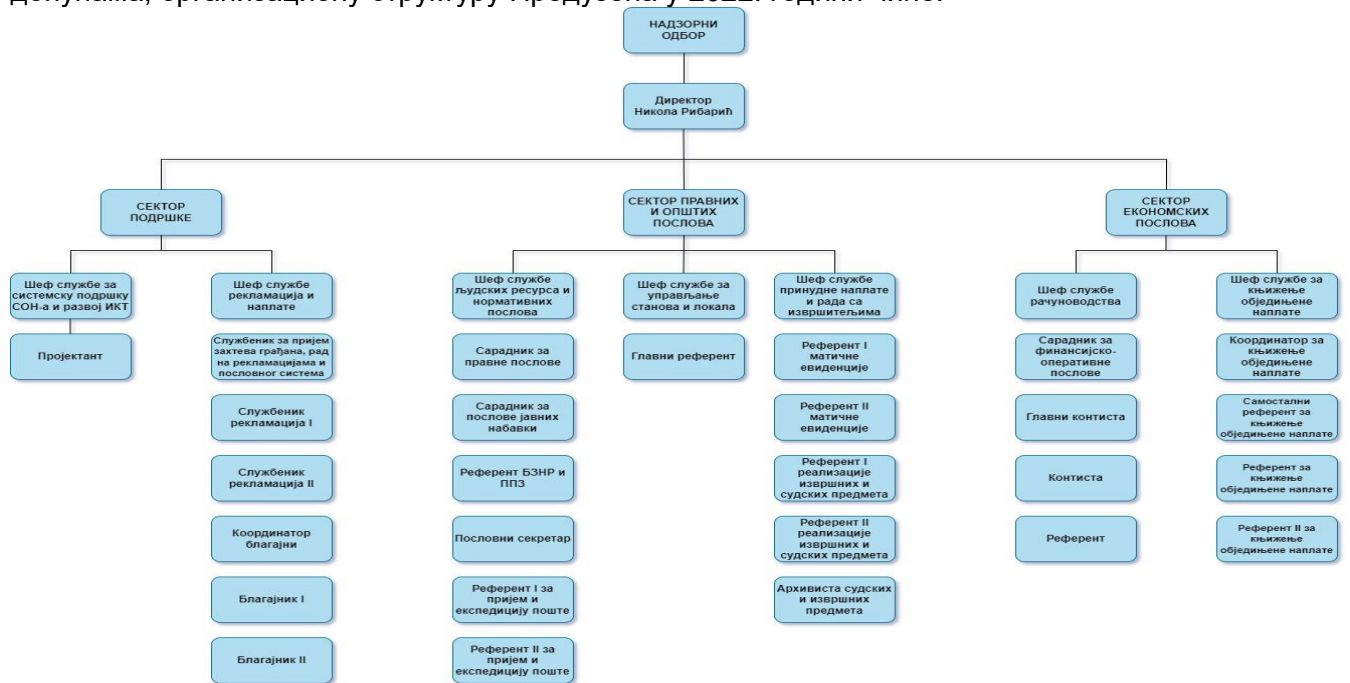 допунама, организациону структуру Предузећа у 2022. години чине:
НАДЗОРНИ
ОДБОР
Директор
Никола Рибарић
СЕКТОР
ПОДРШКЕ
СЕКТОР ПРАВНИХ
И ОПШТИХ
ПОСЛОВА
СЕКТОР
ЕКОНОМСКИХ
ПОСЛОВА
Шеф службе за
системску подршку
СОН-а и развој ИКТ
Шеф службе
рекламација и
наплате
Шеф службе
људских ресурса и
нормативних
послова
Шеф службе за
управљање
станова и локала
Шеф службе
принудне наплате
и рада са
извршитељима
Шеф службе
рачуноводства
Шеф службе за
књижење
обједињене
наплате
Пројектант
Службеник за пријем
захтева грађана, рад
на рекламацијама и
пословног система
Сарадник за
правне послове
Главни референт
Референт I
матичне
евиденције
Сарадник за
финансијско-
оперативне
послове
Координатор за
књижење
обједињене
наплате
Службеник
рекламација I
Сарадник за
послове јавних
набавки
Референт II
матичне
евиденције
Главни контиста
Самостални
референт за
књижење
обједињене наплате
Службеник
рекламација II
Референт БЗНР и
ППЗ
Референт I
реализације
извршних и
судских предмета
Контиста
Референт за
књижење
обједињене наплате
Координатор
благајни
Пословни секретар
Референт II
реализације
извршних и
судских предмета
Референт
Референт II за
књижење
обједињене наплате
Благајник I
Референт I за
пријем и
експедицију поште
Архивиста судских
и извршних
предмета
Благајник II
Референт II за
пријем и
експедицију поште